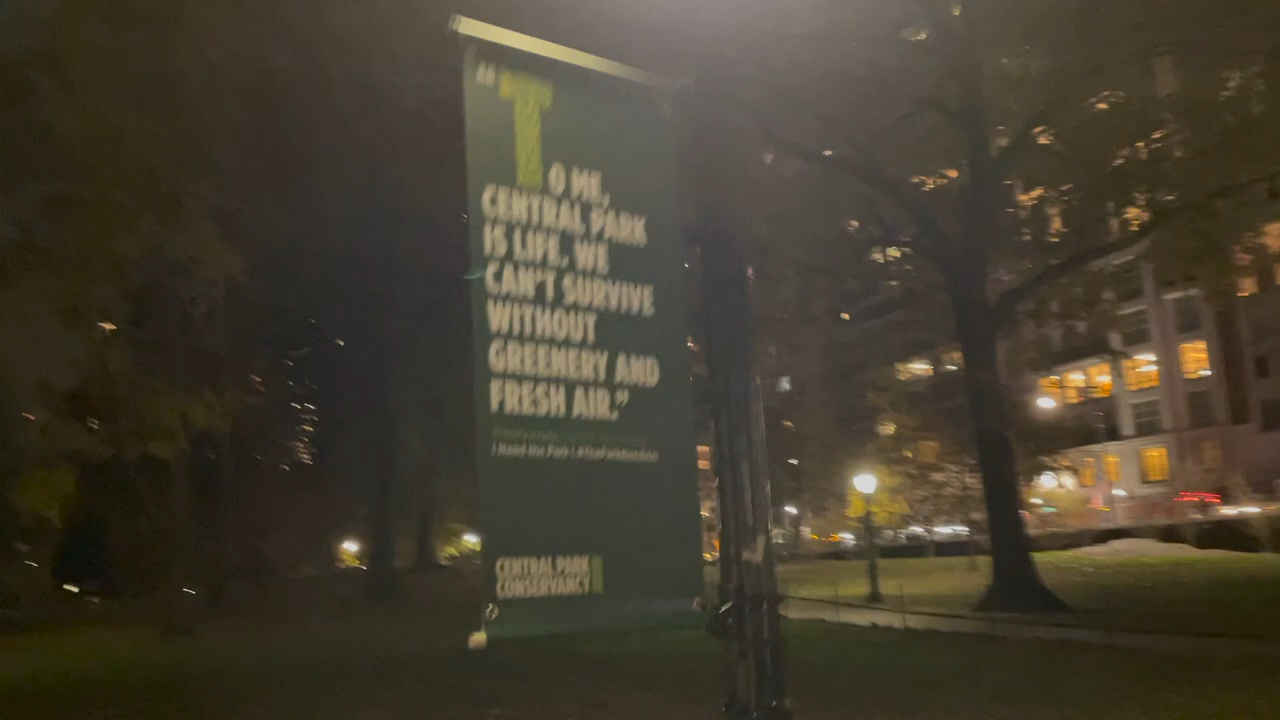 "TO ME,
CENTRAL PARK
IS LIFE. WE
CAN'T SURVIVE
WITHOUT
GREENERY AND
FRESH AIR."
I Need the Park |
CENTRAL PARK
CONSERVANCY